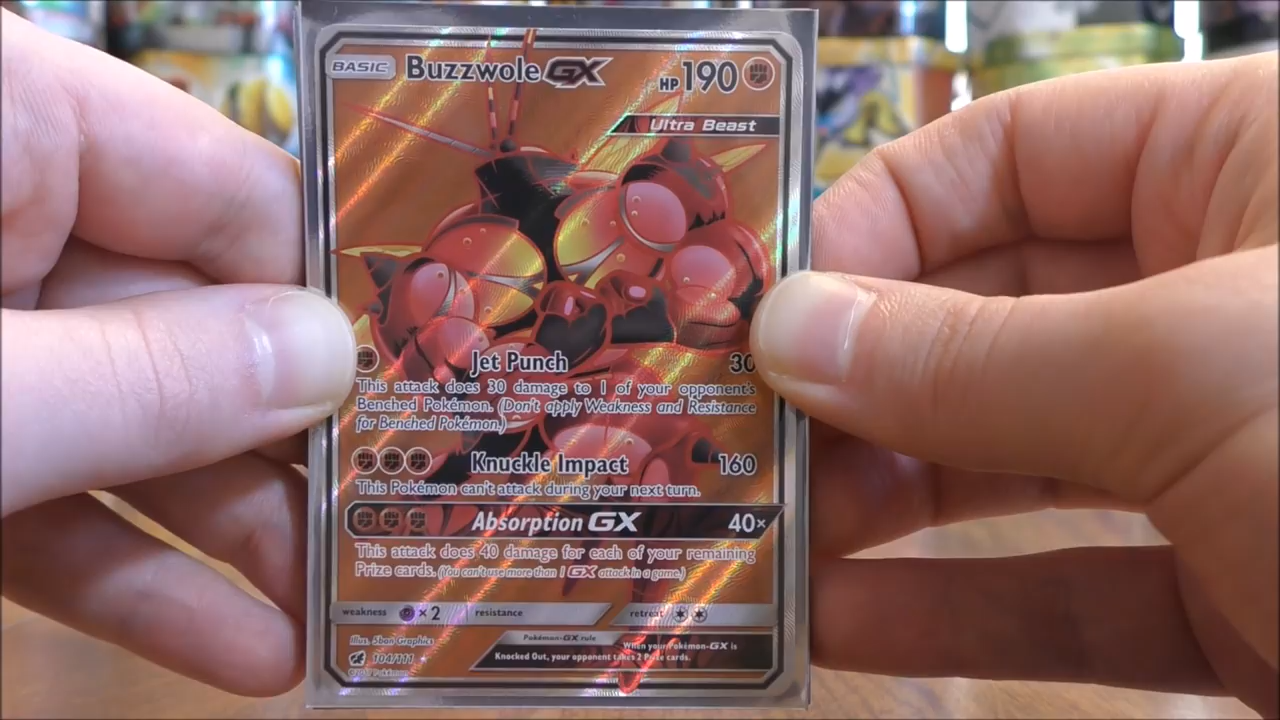 BASIC Buzzwole GX HP 190
Ultra Beast
Jet Punch 30
This attack does 30 damage to 1 of your opponent's
Benched Pokémon. (Don't apply Weakness and Resistance
for Benched Pokémon.)
Knuckle Impact 160
This Pokémon can't attack during your next turn.
Absorption GX 40×
This attack does 40 damage for each of your remaining
Prize cards. (You can't use more than 1 GX attack in a game.)
weakness ×2 resistance retreat
Illus. 5ban Graphics
104/111
©2017 Pokémon
Pokémon-GX rule
When your Pokémon-GX is
Knocked Out, your opponent takes 2 Prize cards.